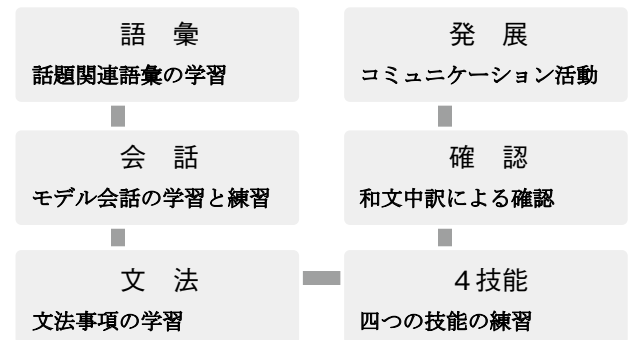 語　彙
話題関連語彙の学習
会　話
モデル会話の学習と練習
文　法
文法事項の学習
４技能
四つの技能の練習
確　認
和文中訳による確認
発　展
コミュニケーション活動